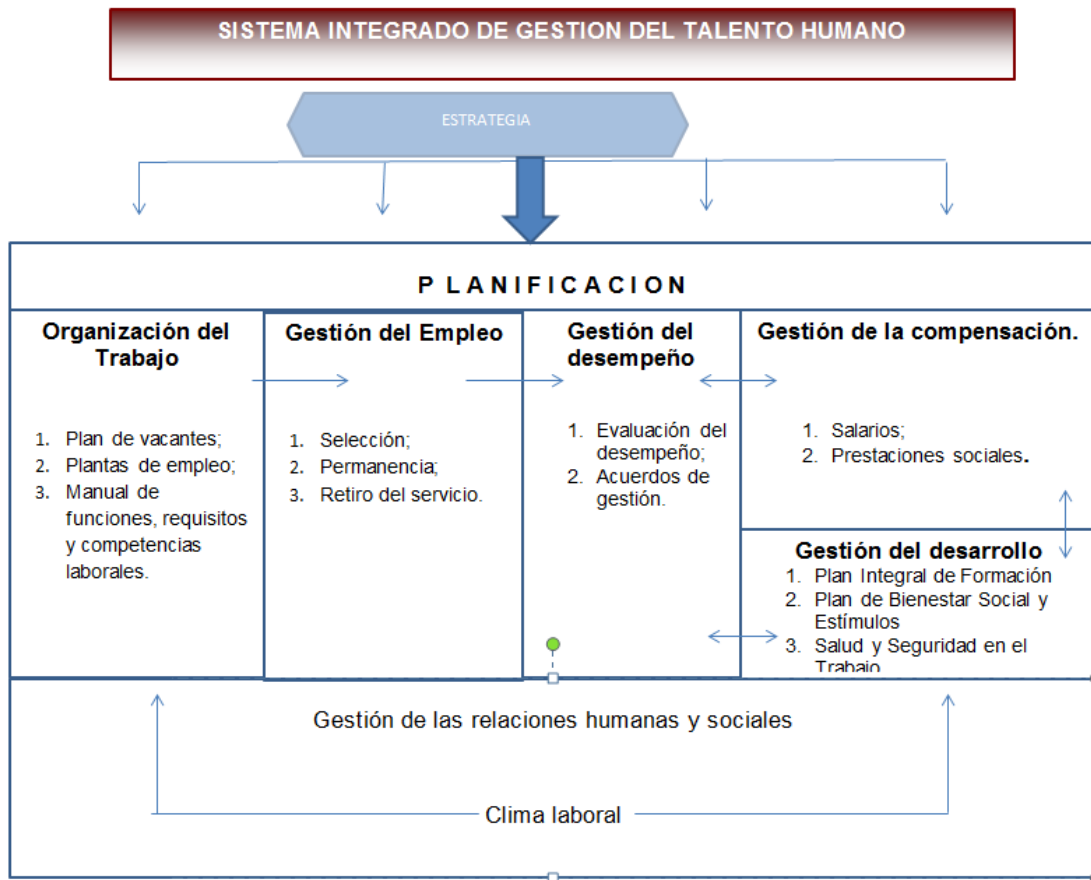 SISTEMA INTEGRADO DE GESTION DEL TALENTO HUMANO
ESTRATEGIA
P L A N I F I C A C I O N
Organización del
Trabajo
1. Plan de vacantes;
2. Plantas de empleo;
3. Manual de
funciones, requisitos
y competencias
laborales.
Gestión del Empleo
1. Selección;
2. Permanencia;
3. Retiro del servicio.
Gestión del
desempeño
1. Evaluación del
desempeño;
2. Acuerdos de
gestión.
Gestión de la compensación.
1. Salarios;
2. Prestaciones sociales.
Gestión del desarrollo
1. Plan Integral de Formación
2. Plan de Bienestar Social y
Estímulos
3. Salud y Seguridad en el
Trabajo
Gestión de las relaciones humanas y sociales
Clima laboral